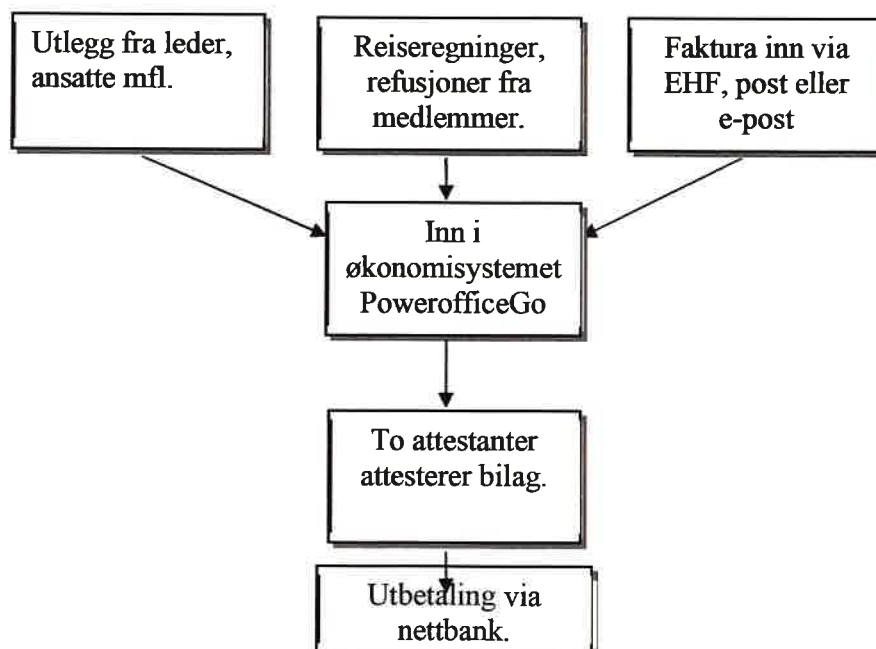 Utlegg fra leder,
ansatte mfl.
Reiseregninger,
refusjoner fra
medlemmer.
Faktura inn via
EHF, post eller
e-post
Inn i
økonomisystemet
PowerofficeGo
To attestanter
attesterer bilag.
Utbetaling via
nettbank.